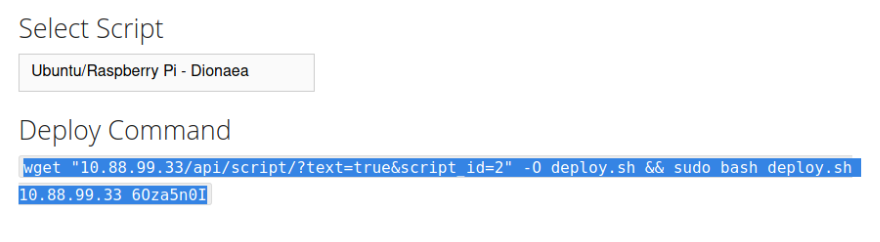 Select Script
Ubuntu/Raspberry Pi - Dionaea
Deploy Command
wget "10.88.99.33/api/script/?text=true&script_id=2" -O deploy.sh && sudo bash deploy.sh
10.88.99.33 6Oza5n0I